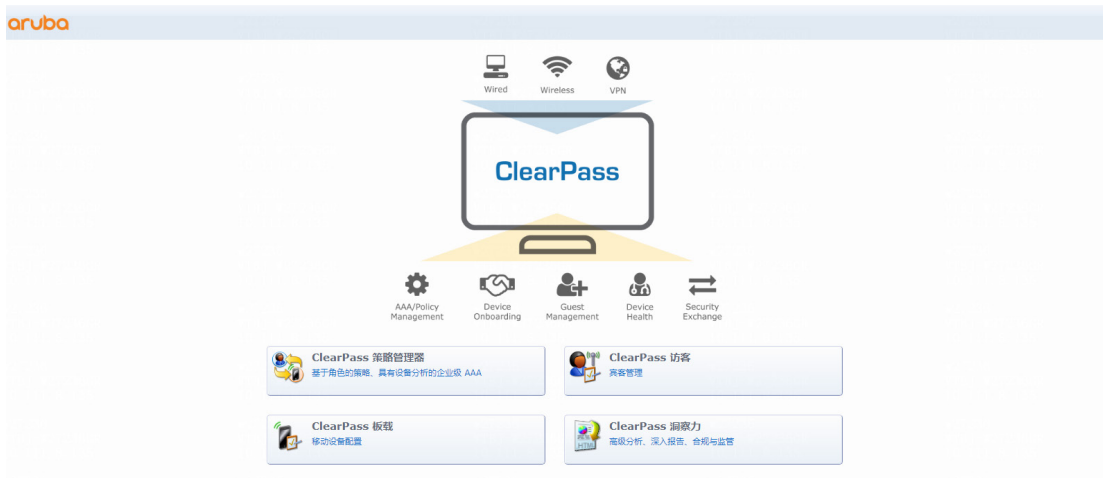 aruba
Wired Wireless VPN
ClearPass
AAA/Policy Management
Device Onboarding
Guest Management
Device Health
Security Exchange
ClearPass 策略管理器
基于角色的策略、具有设备分析的企业级 AAA
ClearPass 访客
宾客管理
ClearPass 板载
移动设备配置
ClearPass 洞察力
高级分析、深入报告、合规与监管